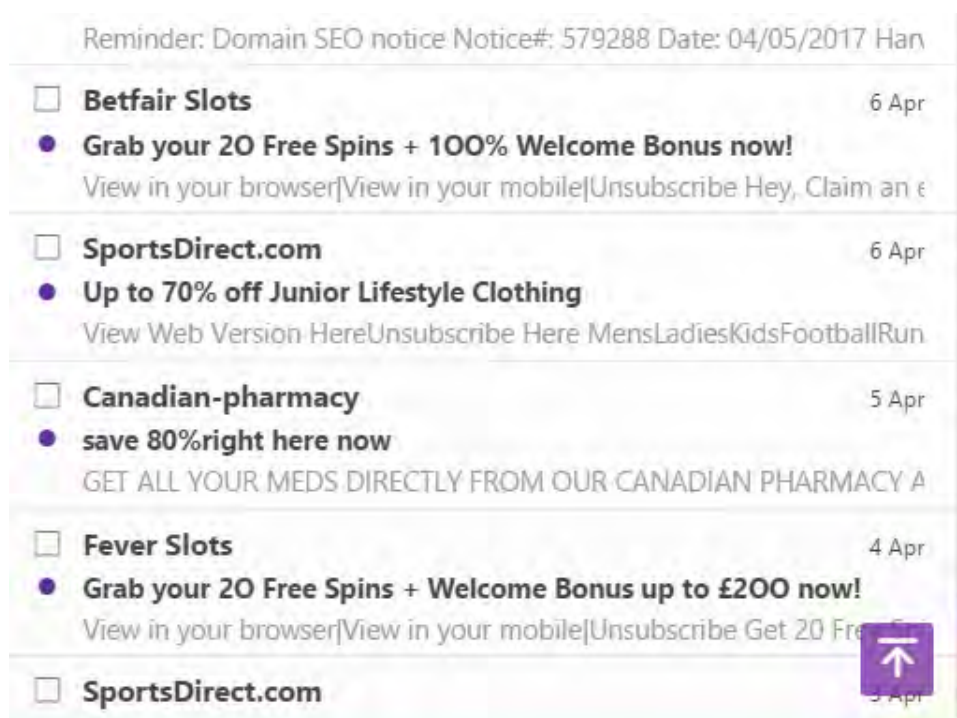 Reminder: Domain SEO notice Notice#: 579288 Date: 04/05/2017 Harv
Betfair Slots 6 Apr
Grab your 20 Free Spins + 100% Welcome Bonus now!
View in your browser|View in your mobile|Unsubscribe Hey, Claim an e
SportsDirect.com 6 Apr
Up to 70% off Junior Lifestyle Clothing
View Web Version HereUnsubscribe Here MensLadiesKidsFootballRun
Canadian-pharmacy 5 Apr
save 80%right here now
GET ALL YOUR MEDS DIRECTLY FROM OUR CANADIAN PHARMACY A
Fever Slots 4 Apr
Grab your 20 Free Spins + Welcome Bonus up to £200 now!
View in your browser|View in your mobile|Unsubscribe Get 20 Free
SportsDirect.com 3 Apr